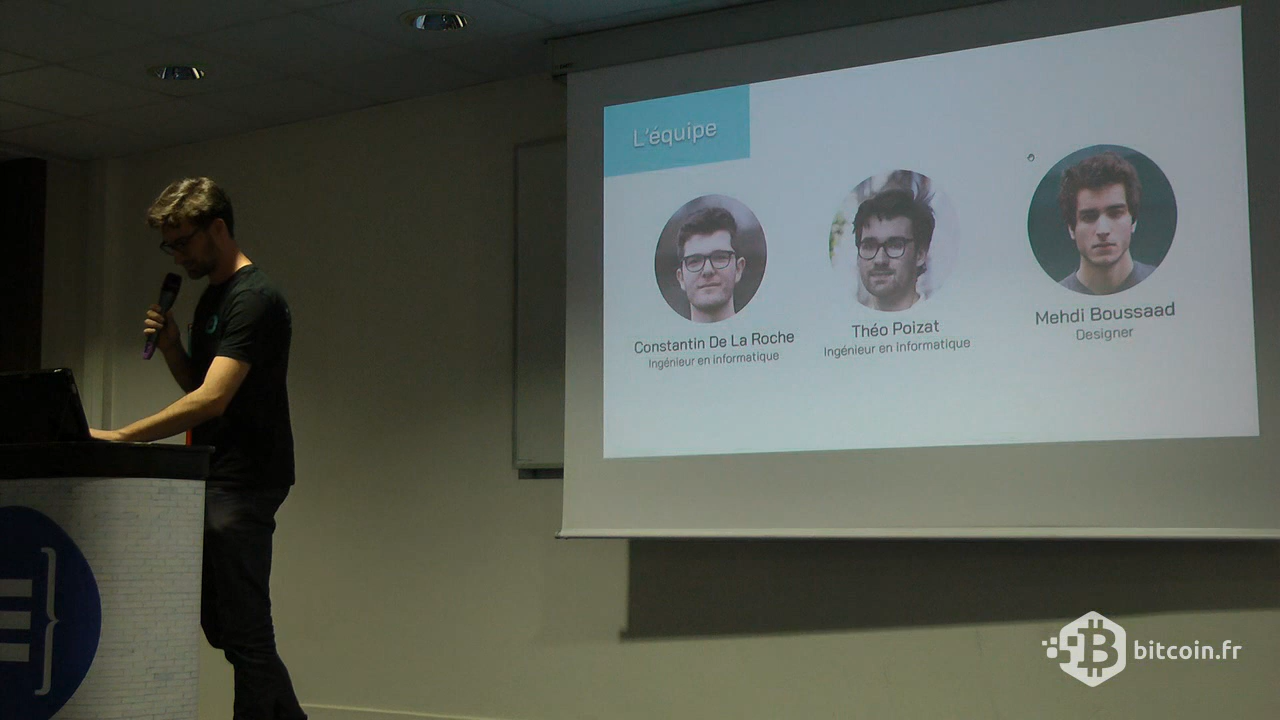 L'équipe
Constantin De La Roche
Ingénieur en informatique
Théo Poizat
Ingénieur en Informatique
Mehdi Boussaad
Designer
bitcoin.fr